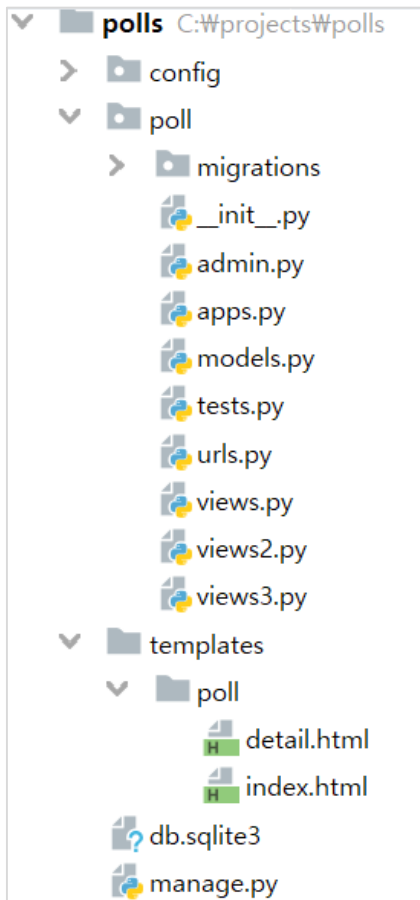 polls C:₩projects₩polls
config
poll
migrations
__init__.py
admin.py
apps.py
models.py
tests.py
urls.py
views.py
views2.py
views3.py
templates
poll
H detail.html
H index.html
? db.sqlite3
manage.py